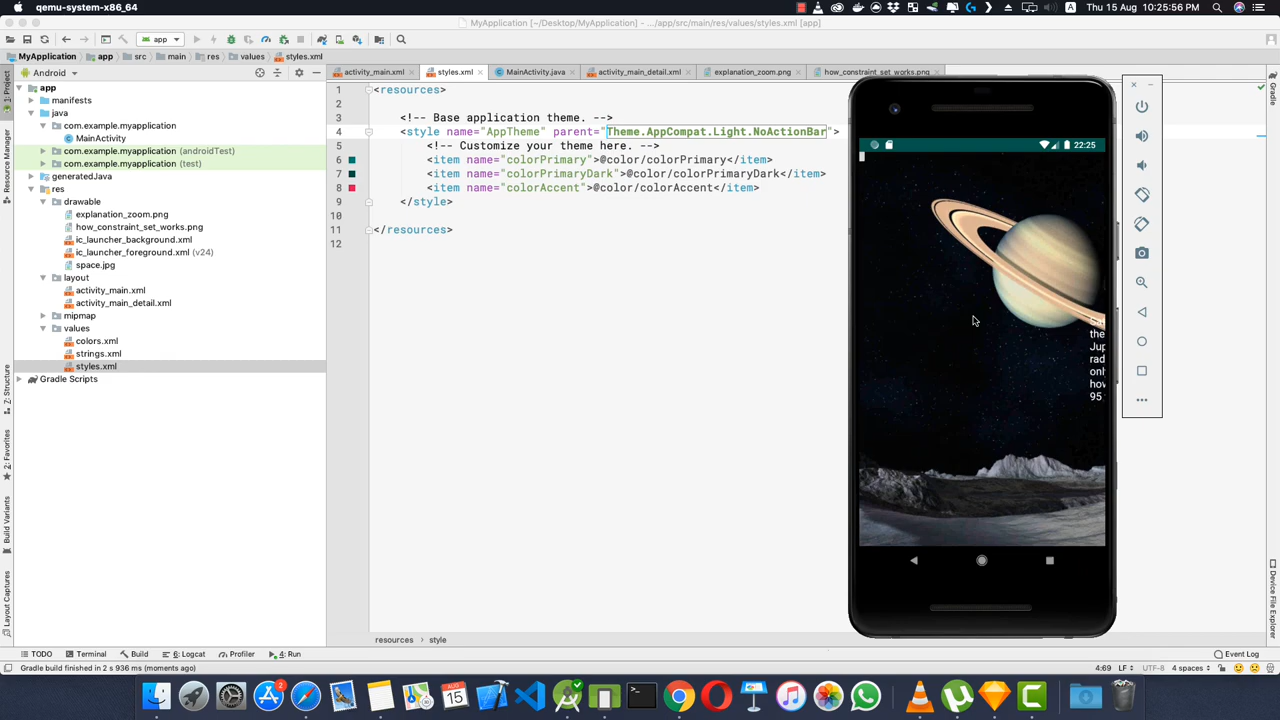 qemu-system-x86_64
Thu 15 Aug 10:25:56 PM
MyApplication [~/Desktop/MyApplication] - .../app/src/main/res/values/styles.xml [app]
app
MyApplication
app
src
main
res
values
styles.xml
Android
activity_main.xml
styles.xml
MainActivity.java
activity_main_detail.xml
explanation_zoom.png
how_constraint_set_works.png
1: Project
Resource Manager
Z: Structure
2: Favorites
Build Variants
Layout Captures
app
manifests
java
com.example.myapplication
MainActivity
com.example.myapplication (androidTest)
com.example.myapplication (test)
generatedJava
res
drawable
explanation_zoom.png
how_constraint_set_works.png
ic_launcher_background.xml
ic_launcher_foreground.xml (v24)
space.jpg
layout
activity_main.xml
activity_main_detail.xml
mipmap
values
colors.xml
strings.xml
styles.xml
Gradle Scripts
1 <resources>
2
3 <!-- Base application theme. -->
4 <style name="AppTheme" parent="Theme.AppCompat.Light.NoActionBar">
5 <!-- Customize your theme here. -->
6 <item name="colorPrimary">@color/colorPrimary</item>
7 <item name="colorPrimaryDark">@color/colorPrimaryDark</item>
8 <item name="colorAccent">@color/colorAccent</item>
9 </style>
10
11 </resources>
12
22:25
the
Jup
rad
only
how
95
Gradle
Device File Explorer
resources › style
TODO
Terminal
Build
6: Logcat
Profiler
4: Run
Event Log
Gradle build finished in 2 s 936 ms (moments ago)
4:69
LF
UTF-8
4 spaces
AUG
15
2